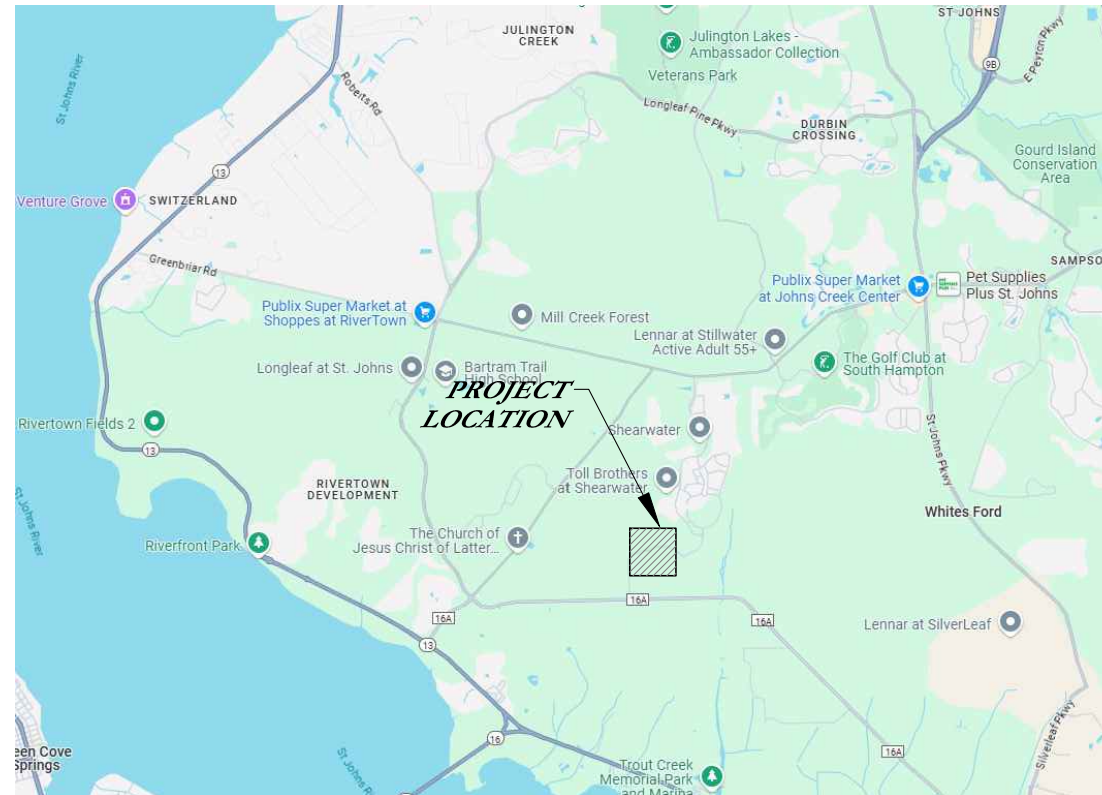 ST JOHNS
JULINGTON
CREEK
Julington Lakes -
Ambassador Collection
Veterans Park
9B
E Peyton Pkwy
St Johns River
Roberts Rd
Longleaf Pine Pkwy
DURBIN
CROSSING
Gourd Island
Conservation
Area
13
Venture Grove
SWITZERLAND
Greenbriar Rd
SAMPSO
Publix Super Market
at Johns Creek Center
Pet Supplies
Plus St. Johns
Publix Super Market at
Shoppes at RiverTown
Mill Creek Forest
Lennar at Stillwater
Active Adult 55+
Longleaf at St. Johns
Bartram Trail
High School
The Golf Club at
South Hampton
PROJECT
LOCATION
Rivertown Fields 2
13
Shearwater
St Johns Pkwy
Toll Brothers
at Shearwater
RIVERTOWN
DEVELOPMENT
Whites Ford
St Johns River
Riverfront Park
The Church of
Jesus Christ of Latter...
16A
16A
16A
Lennar at SilverLeaf
13
16
16A
Silverleaf Pkwy
een Cove
Springs
St Johns
Trout Creek
Memorial Park
and Marina